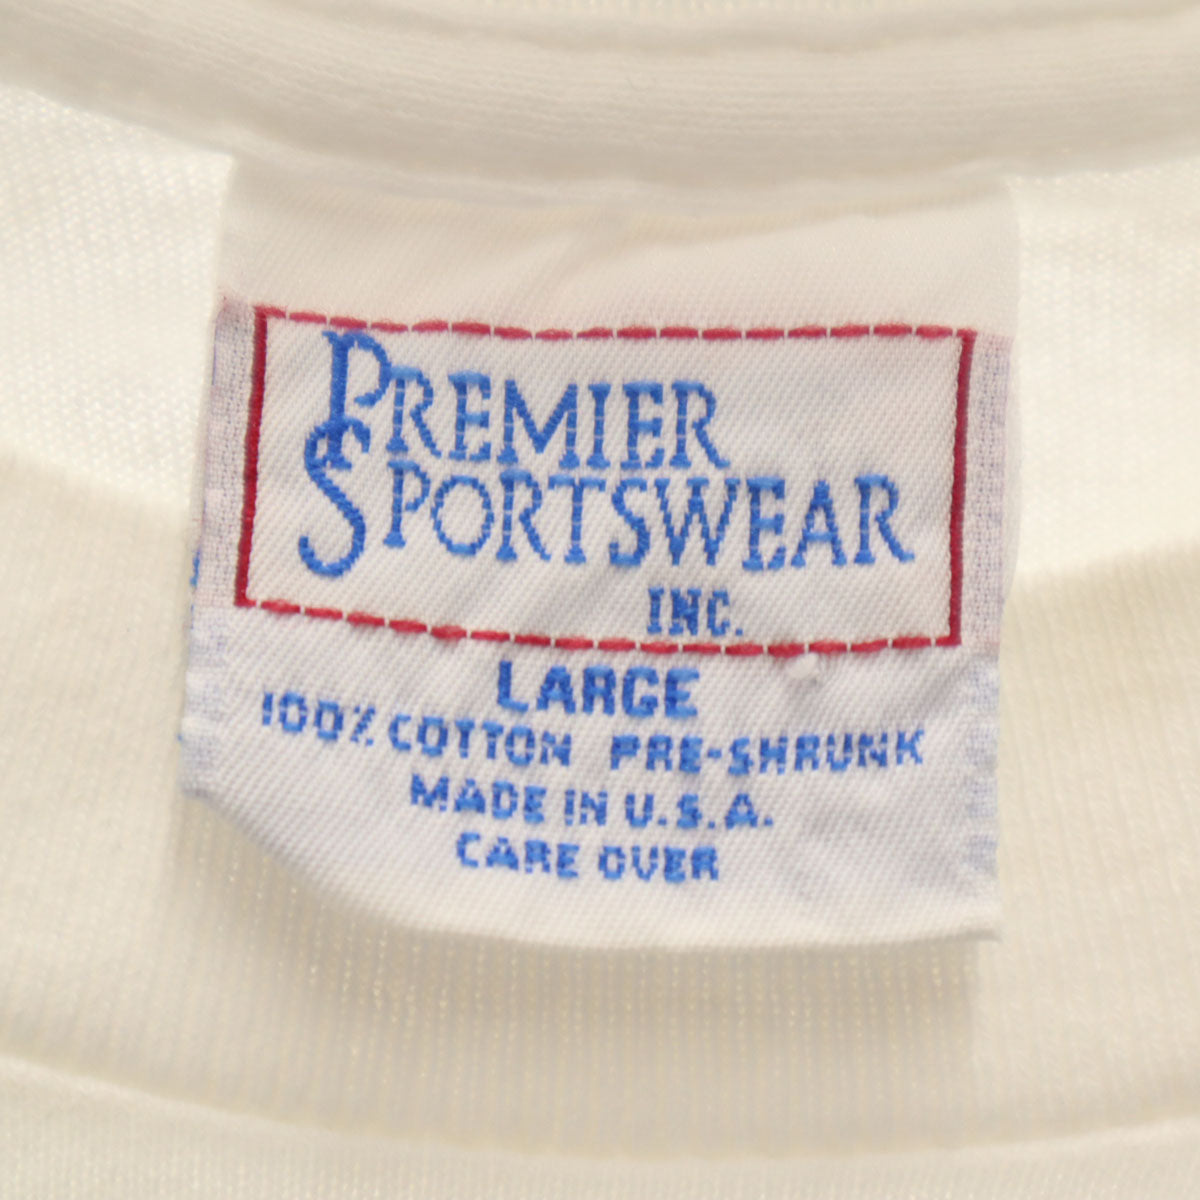 PREMIER
SPORTSWEAR
INC.
LARGE
100% COTTON PRE-SHRUNK
MADE IN U.S.A.
CARE OVER